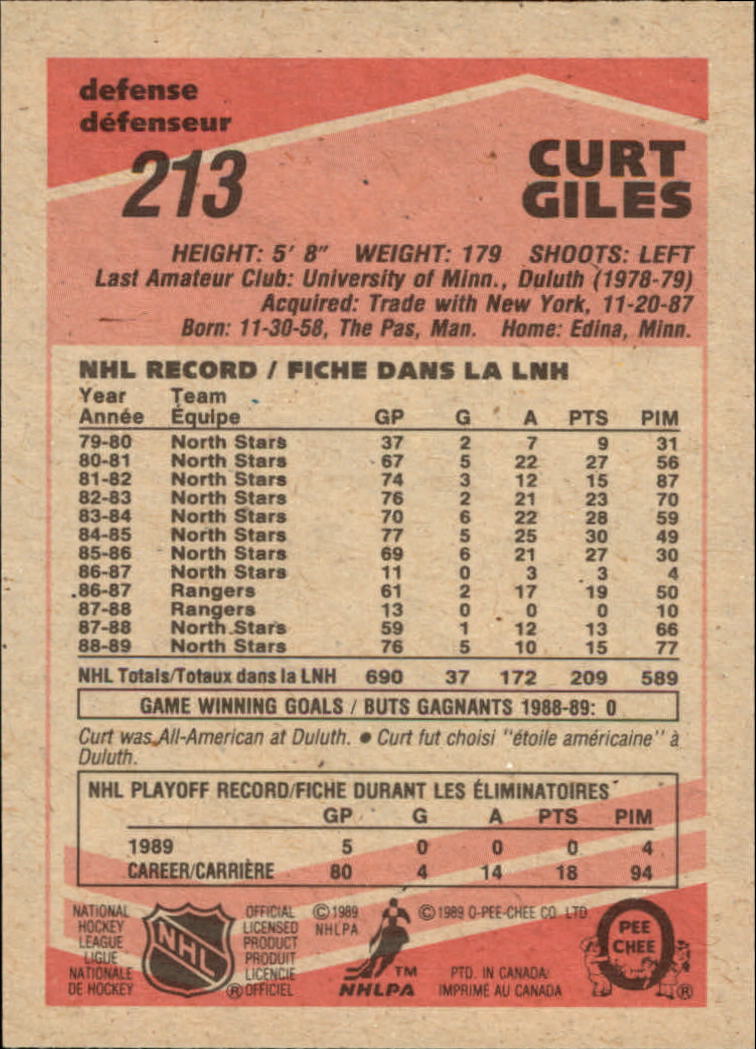 defense
défenseur
213
CURT
GILES
HEIGHT: 5' 8" WEIGHT: 179 SHOOTS: LEFT
Last Amateur Club: University of Minn., Duluth (1978-79)
Acquired: Trade with New York, 11-20-87
Born: 11-30-58, The Pas, Man. Home: Edina, Minn.
NHL RECORD / FICHE DANS LA LNH
Year Team
Année Équipe GP G A PTS PIM
79-80 North Stars 37 2 7 9 31
80-81 North Stars 67 5 22 27 56
81-82 North Stars 74 3 12 15 87
82-83 North Stars 76 2 21 23 70
83-84 North Stars 70 6 22 28 59
84-85 North Stars 77 5 25 30 49
85-86 North Stars 69 6 21 27 30
86-87 North Stars 11 0 3 3 4
86-87 Rangers 61 2 17 19 50
87-88 Rangers 13 0 0 0 10
87-88 North Stars 59 1 12 13 66
88-89 North Stars 76 5 10 15 77
NHL Totals/Totaux dans la LNH 690 37 172 209 589
GAME WINNING GOALS / BUTS GAGNANTS 1988-89: 0
Curt was All-American at Duluth. ● Curt fut choisi "étoile américaine" à
Duluth.
NHL PLAYOFF RECORD/FICHE DURANT LES ÉLIMINATOIRES
GP G A PTS PIM
1989 5 0 0 0 4
CAREER/CARRIÈRE 80 4 14 18 94
NATIONAL
HOCKEY
LEAGUE
LIGUE
NATIONALE
DE HOCKEY
NHL
®
OFFICIAL
LICENSED
PRODUCT
PRODUIT
LICENCIE
OFFICIEL
© 1989
NHLPA
TM
NHLPA
© 1989 O-PEE-CHEE CO. LTD
PTD. IN CANADA/
IMPRIMÉ AU CANADA
O
PEE
CHEE
®